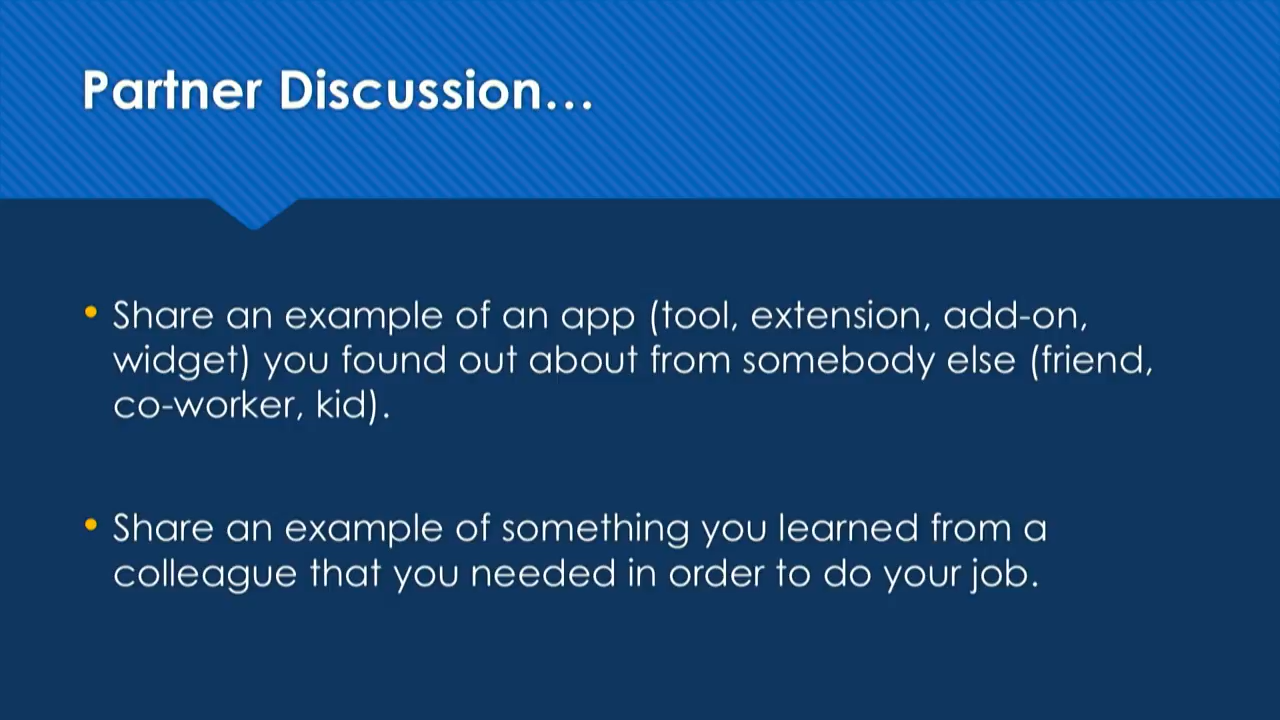 Partner Discussion...
• Share an example of an app (tool, extension, add-on,
widget) you found out about from somebody else (friend,
co-worker, kid).
• Share an example of something you learned from a
colleague that you needed in order to do your job.